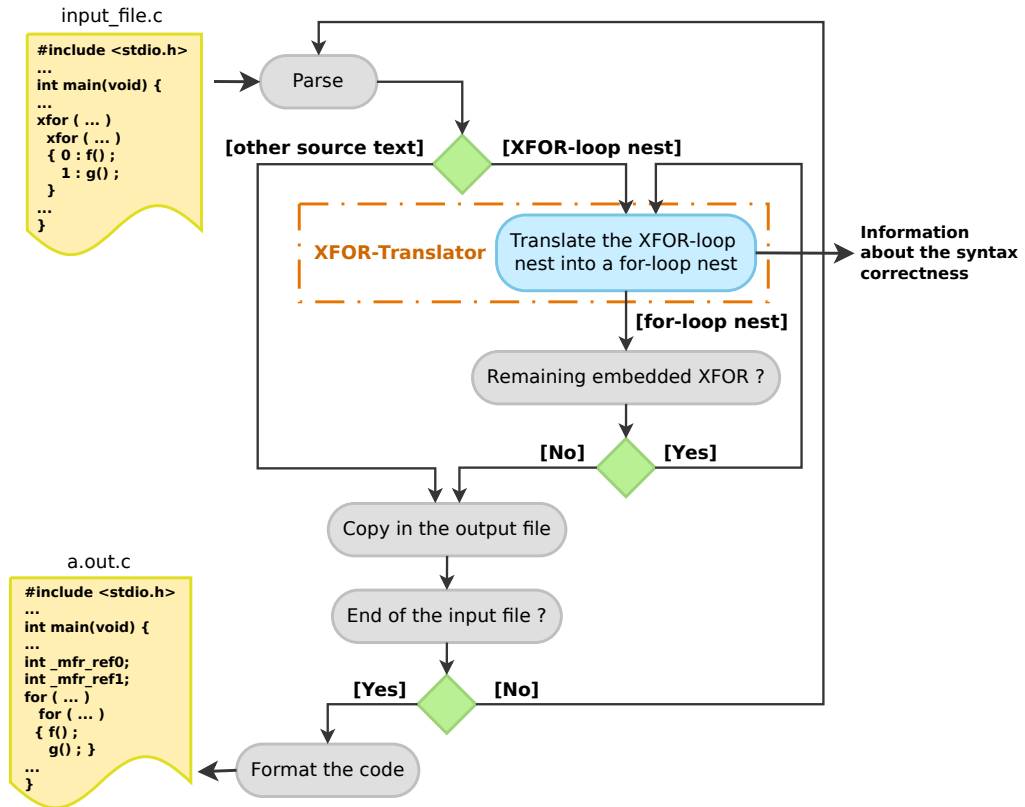 input_file.c
#include <stdio.h>
...
int main(void) {
...
xfor ( ... )
xfor ( ... )
{ 0 : f() ;
1 : g() ;
}
...
}
Parse
[other source text]
[XFOR-loop nest]
XFOR-Translator
Translate the XFOR-loop
nest into a for-loop nest
Information
about the syntax
correctness
[for-loop nest]
Remaining embedded XFOR ?
[No]
[Yes]
Copy in the output file
End of the input file ?
[Yes]
[No]
Format the code
a.out.c
#include <stdio.h>
...
int main(void) {
...
int _mfr_ref0;
int _mfr_ref1;
for ( ... )
for ( ... )
{ f() ;
g() ; }
...
}